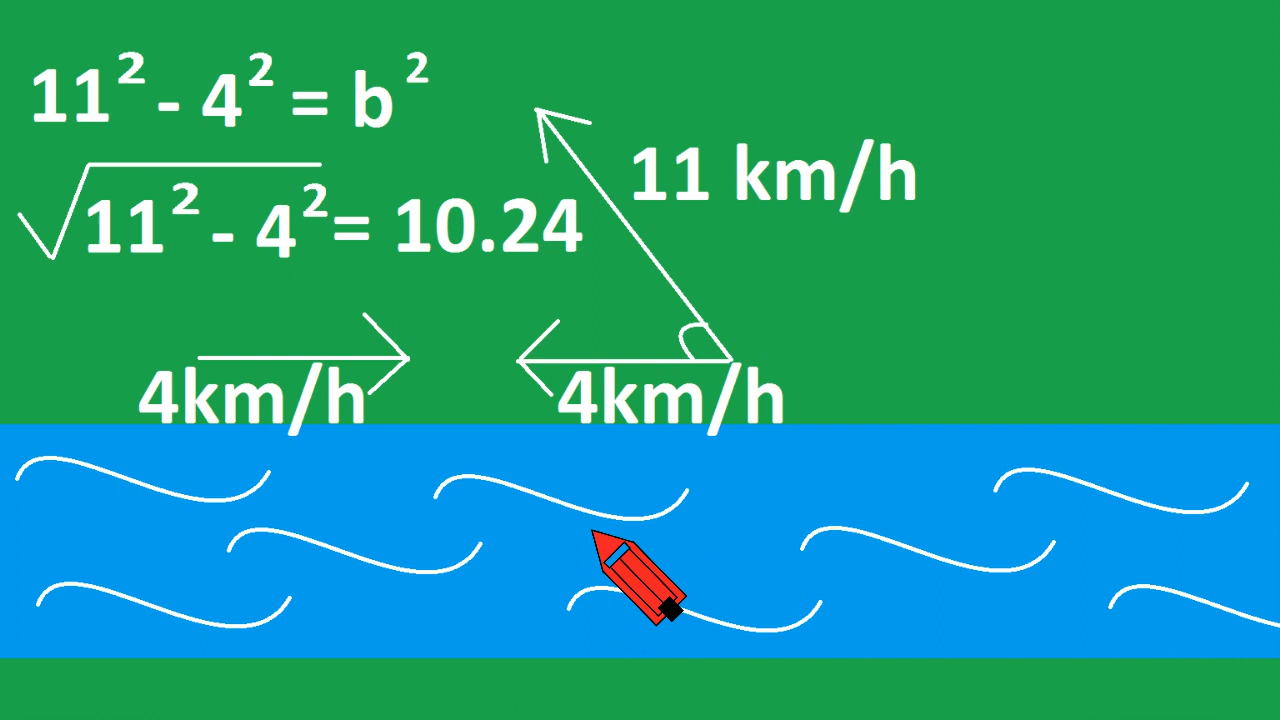 11² - 4² = b²
√11² - 4² = 10.24
11 km/h
4km/h
4km/h